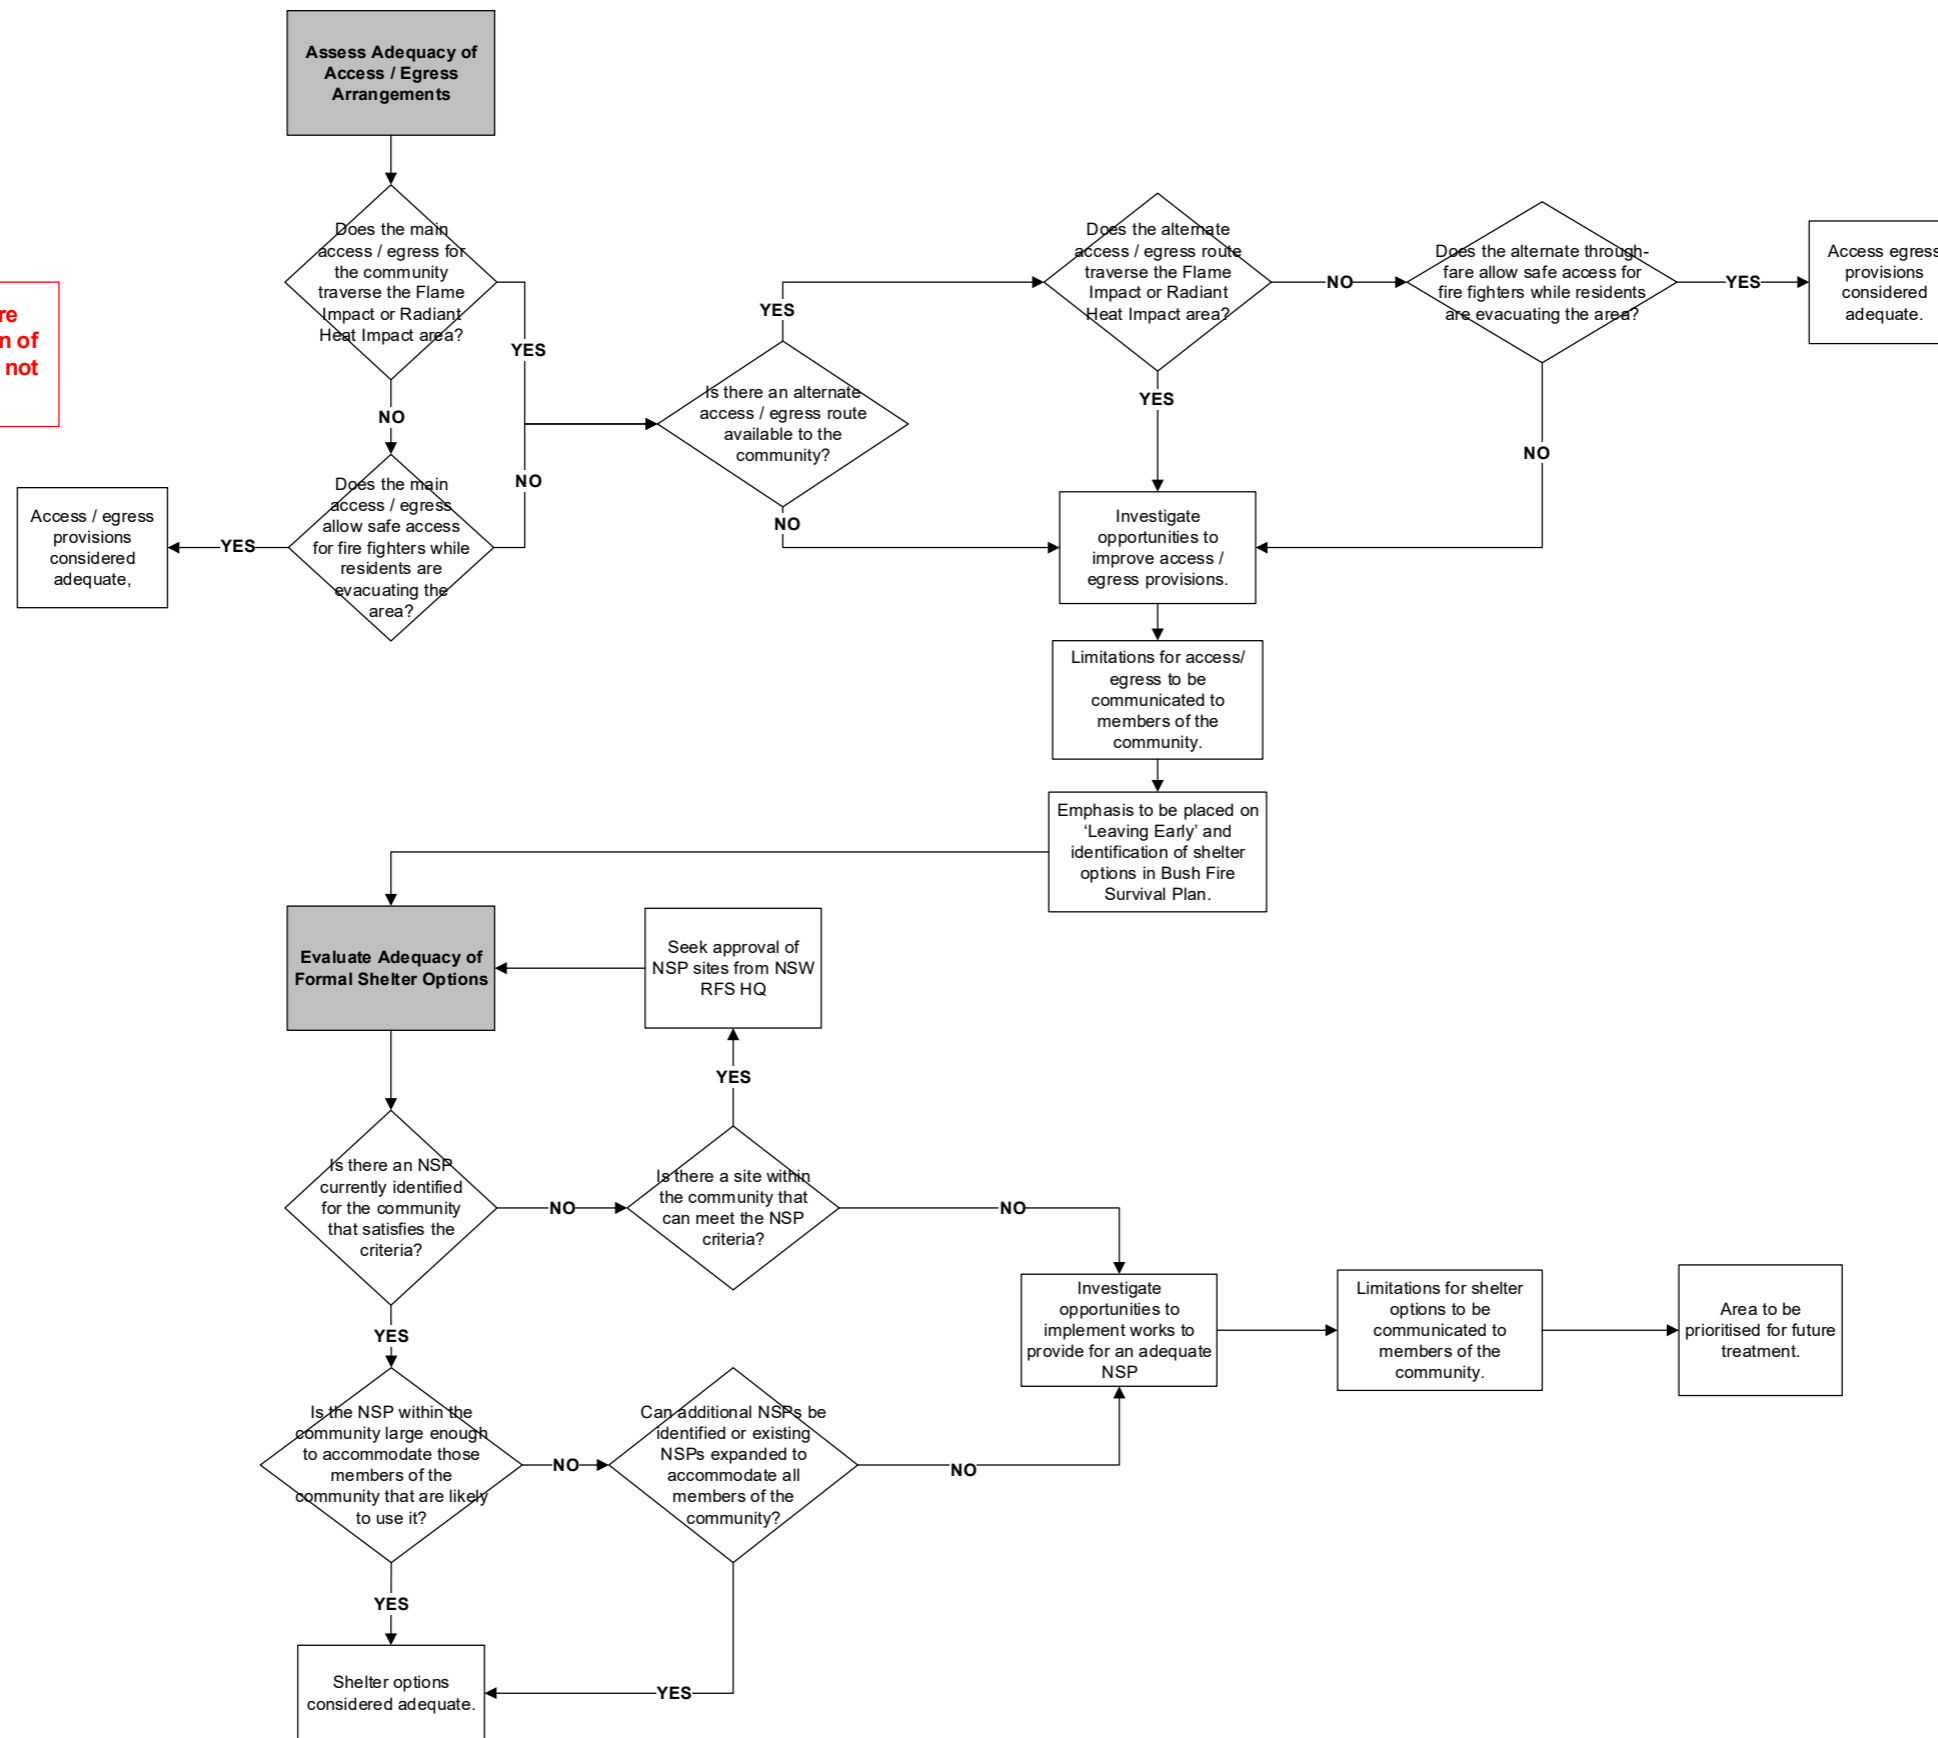 Assess Adequacy of
Access / Egress
Arrangements
Does the main
access / egress for
the community
traverse the Flame
Impact or Radiant
Heat Impact area?
YES
NO
re
n of
not
Does the main
access / egress
allow safe access
for fire fighters while
residents are
evacuating the
area?
YES
NO
Access / egress
provisions
considered
adequate,
Is there an alternate
access / egress route
available to the
community?
YES
NO
Does the alternate
access / egress route
traverse the Flame
Impact or Radiant
Heat Impact area?
NO
YES
Does the alternate through-
fare allow safe access for
fire fighters while residents
are evacuating the area?
YES
NO
Access egress
provisions
considered
adequate.
Investigate
opportunities to
improve access /
egress provisions.
Limitations for access/
egress to be
communicated to
members of the
community.
Emphasis to be placed on
‘Leaving Early’ and
identification of shelter
options in Bush Fire
Survival Plan.
Evaluate Adequacy of
Formal Shelter Options
Seek approval of
NSP sites from NSW
RFS HQ
YES
Is there an NSP
currently identified
for the community
that satisfies the
criteria?
NO
Is there a site within
the community that
can meet the NSP
criteria?
NO
YES
Investigate
opportunities to
implement works to
provide for an adequate
NSP
Limitations for shelter
options to be
communicated to
members of the
community.
Area to be
prioritised for future
treatment.
Is the NSP within the
community large enough
to accommodate those
members of the
community that are likely
to use it?
NO
Can additional NSPs be
identified or existing
NSPs expanded to
accommodate all
members of the
community?
NO
YES
Shelter options
considered adequate.
YES